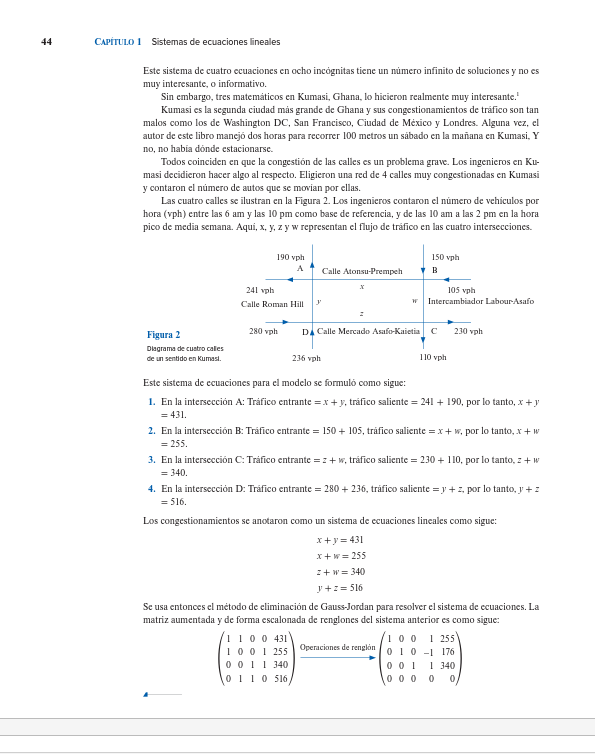 44 CAPÍTULO 1 Sistemas de ecuaciones lineales
Este sistema de cuatro ecuaciones en ocho incógnitas tiene un número infinito de soluciones y no es
muy interesante, o informativo.
Sin embargo, tres matemáticos en Kumasi, Ghana, lo hicieron realmente muy interesante.¹
Kumasi es la segunda ciudad más grande de Ghana y sus congestionamientos de tráfico son tan
malos como los de Washington DC, San Francisco, Ciudad de México y Londres. Alguna vez, el
autor de este libro manejó dos horas para recorrer 100 metros un sábado en la mañana en Kumasi, Y
no, no había dónde estacionarse.
Todos coinciden en que la congestión de las calles es un problema grave. Los ingenieros en Ku-
masi decidieron hacer algo al respecto. Eligieron una red de 4 calles muy congestionadas en Kumasi
y contaron el número de autos que se movían por ellas.
Las cuatro calles se ilustran en la Figura 2. Los ingenieros contaron el número de vehículos por
hora (vph) entre las 6 am y las 10 pm como base de referencia, y de las 10 am a las 2 pm en la hora
pico de media semana. Aquí, x, y, z y w representan el flujo de tráfico en las cuatro intersecciones.
190 vph 150 vph
A Calle Atonsu-Prempeh B
241 vph x 105 vph
Calle Roman Hill y w Intercambiador Labour-Asafo
z
280 vph D Calle Mercado Asafo-Kaietia C 230 vph
236 vph 110 vph
Figura 2
Diagrama de cuatro calles
de un sentido en Kumasi.
Este sistema de ecuaciones para el modelo se formuló como sigue:
1. En la intersección A: Tráfico entrante = x + y, tráfico saliente = 241 + 190, por lo tanto, x + y
= 431.
2. En la intersección B: Tráfico entrante = 150 + 105, tráfico saliente = x + w, por lo tanto, x + w
= 255.
3. En la intersección C: Tráfico entrante = z + w, tráfico saliente = 230 + 110, por lo tanto, z + w
= 340.
4. En la intersección D: Tráfico entrante = 280 + 236, tráfico saliente = y + z, por lo tanto, y + z
= 516.
Los congestionamientos se anotaron como un sistema de ecuaciones lineales como sigue:
x + y = 431
x + w = 255
z + w = 340
y + z = 516
Se usa entonces el método de eliminación de Gauss-Jordan para resolver el sistema de ecuaciones. La
matriz aumentada y de forma escalonada de renglones del sistema anterior es como sigue:
1 1 0 0 431 Operaciones de renglón 1 0 0 1 255
1 0 0 1 255 0 1 0 −1 176
0 0 1 1 340 0 0 1 1 340
0 1 1 0 516 0 0 0 0 0